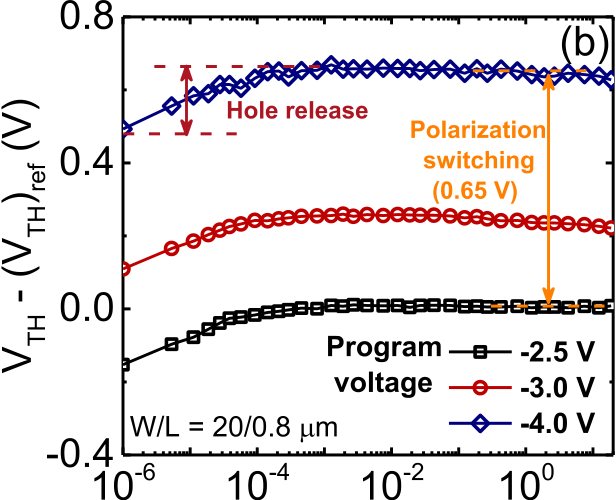 (b)
0.8
0.4
0.0
-0.4
V_TH - (V_TH)_ref (V)
Hole release
Polarization
switching
(0.65 V)
Program
voltage
-2.5 V
-3.0 V
-4.0 V
W/L = 20/0.8 μm
10^-6
10^-4
10^-2
10^0